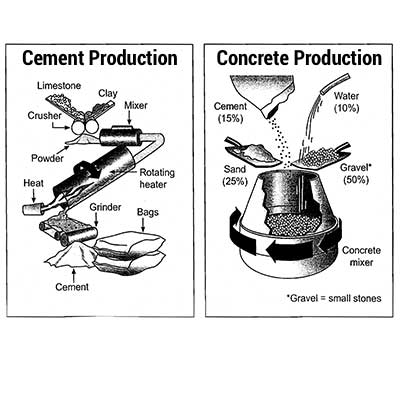 Cement Production
Limestone
Clay
Crusher
Mixer
Powder
Rotating
heater
Heat
Grinder
Bags
Cement
Concrete Production
Cement
(15%)
Water
(10%)
Sand
(25%)
Gravel*
(50%)
Concrete
mixer
*Gravel = small stones